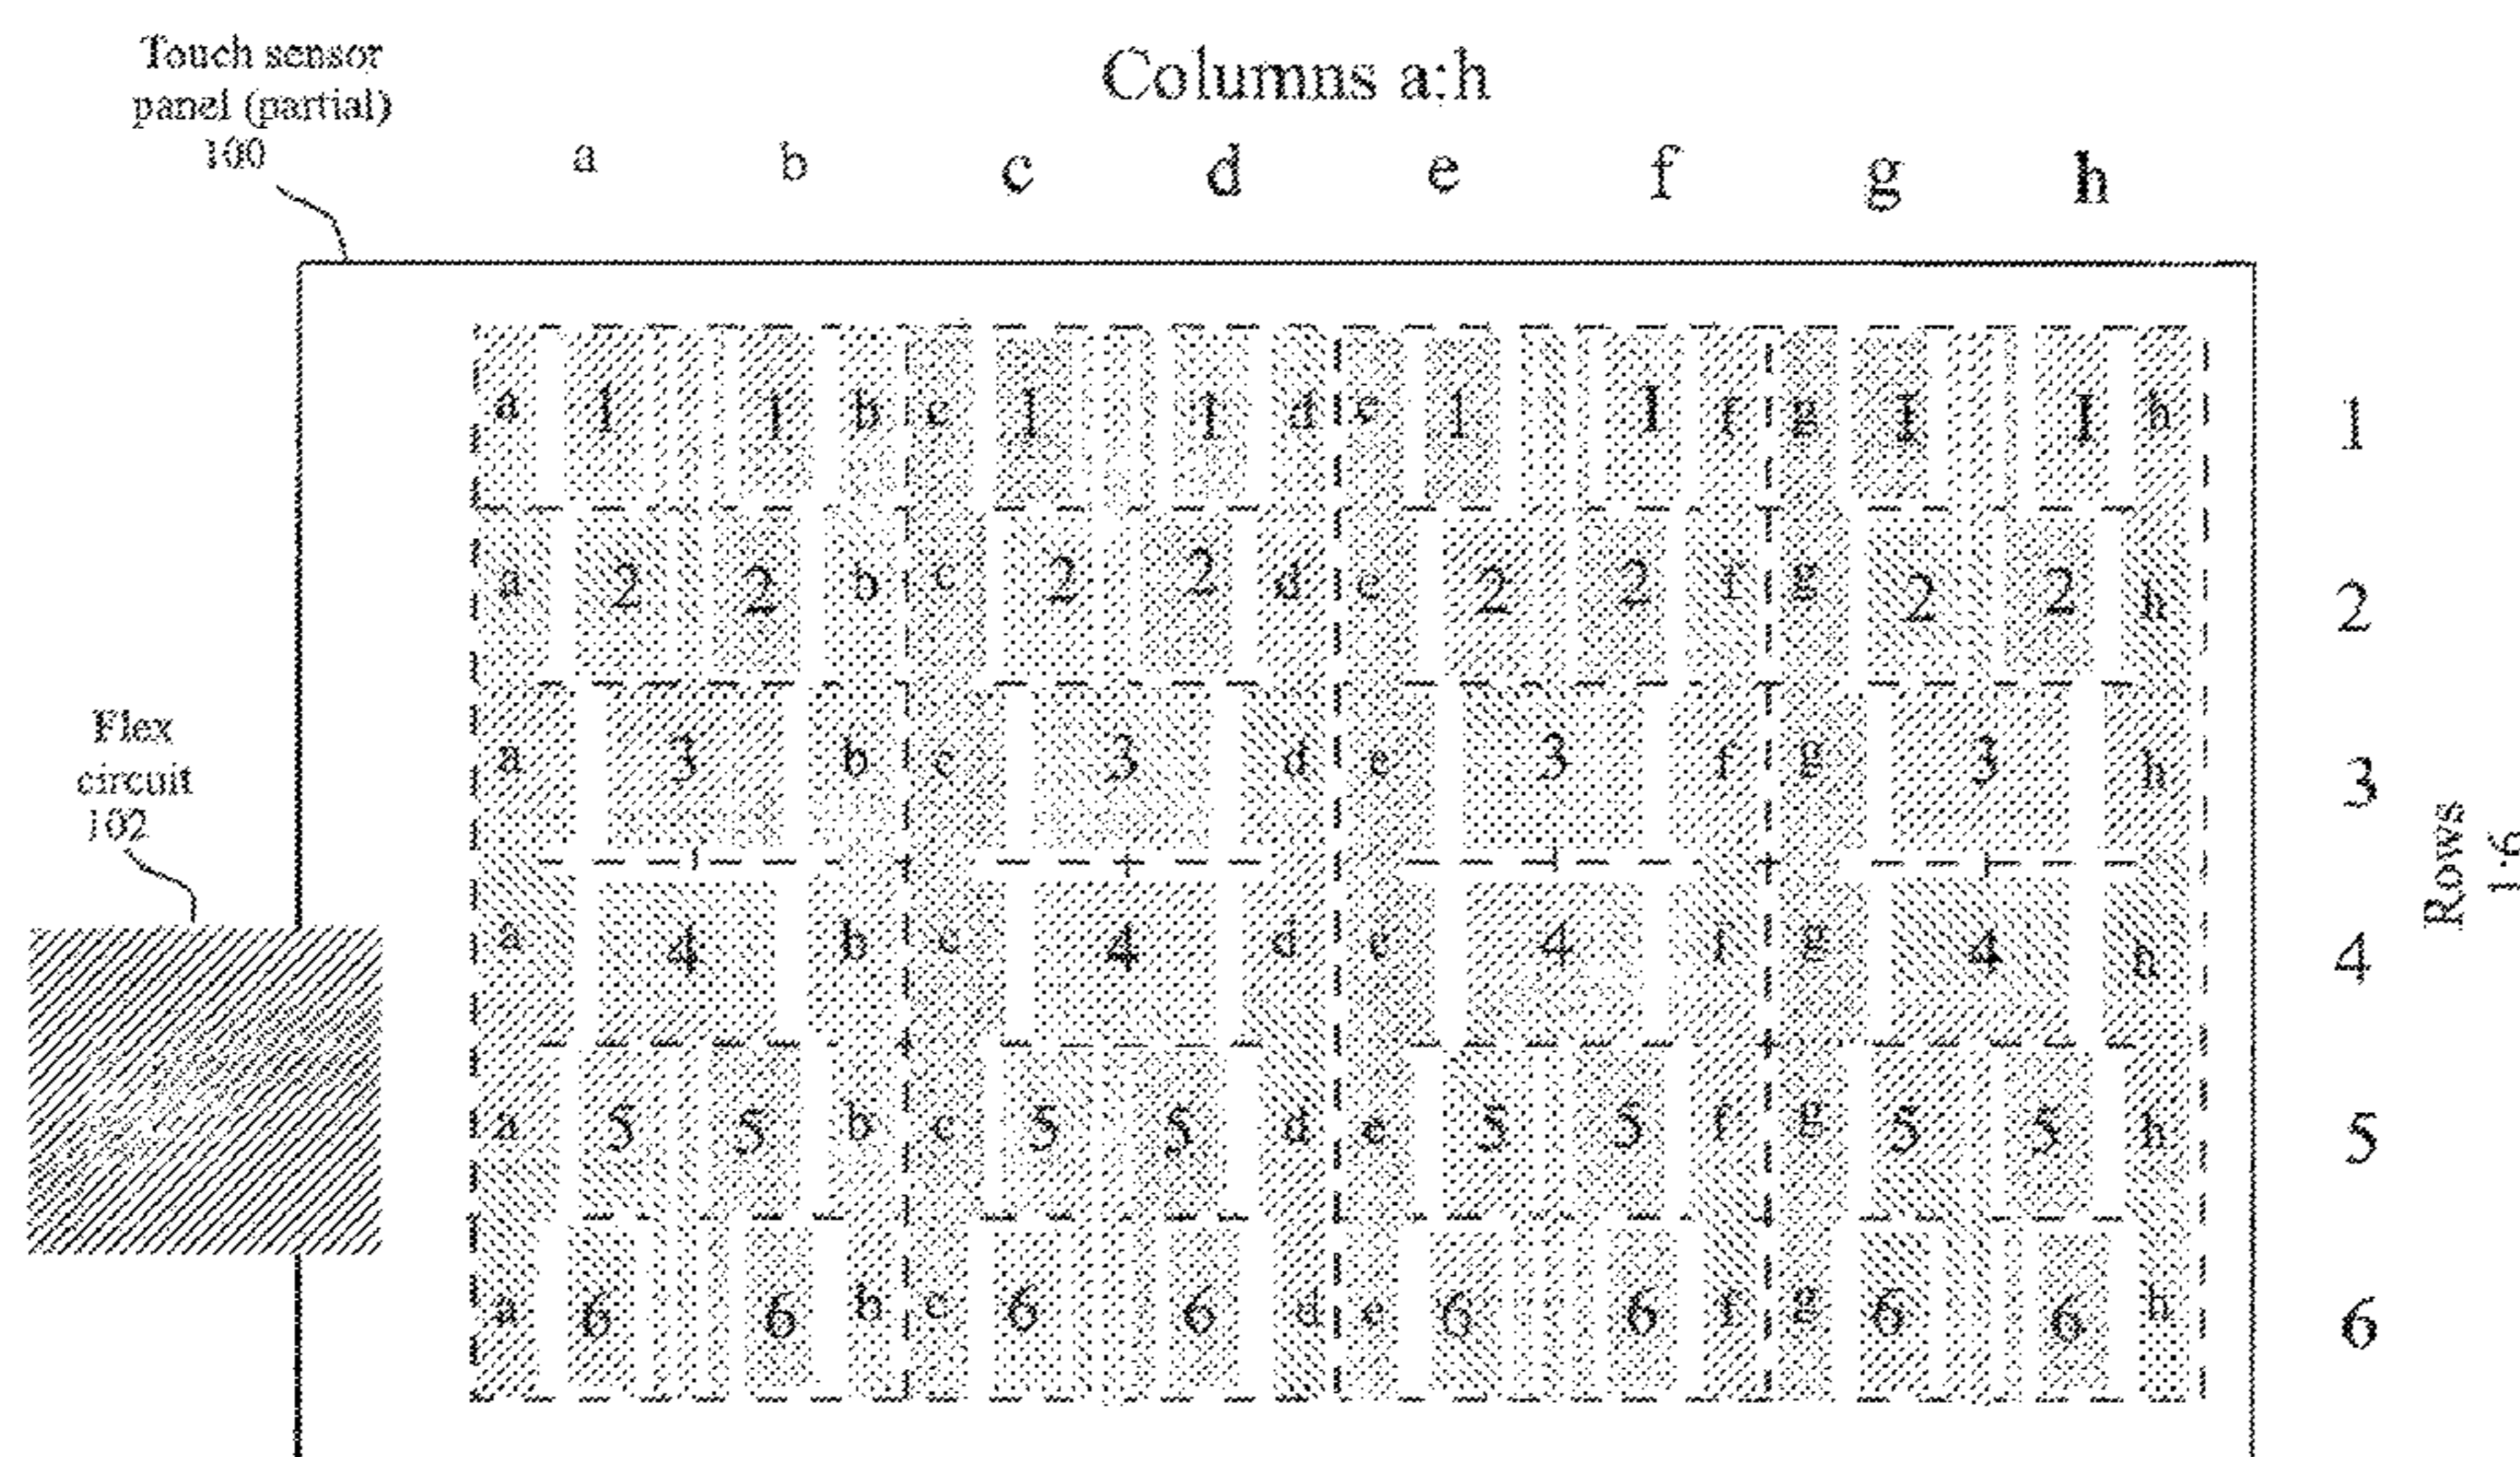 Touch sensor
panel (partial)
100
Columns a:h
a b c d e f g h
a 1 1 b c 1 1 d e 1 1 f g 1 1 h 1
a 2 2 b c 2 2 d e 2 2 f g 2 2 h 2
a 3 b c 3 d e 3 f g 3 h 3
Flex
circuit
102
Rows
1:6
a 4 b c 4 d e 4 f g 4 h 4
a 5 5 b c 5 5 d e 5 5 f g 5 5 h 5
a 6 6 b c 6 6 d e 6 6 f g 6 6 h 6